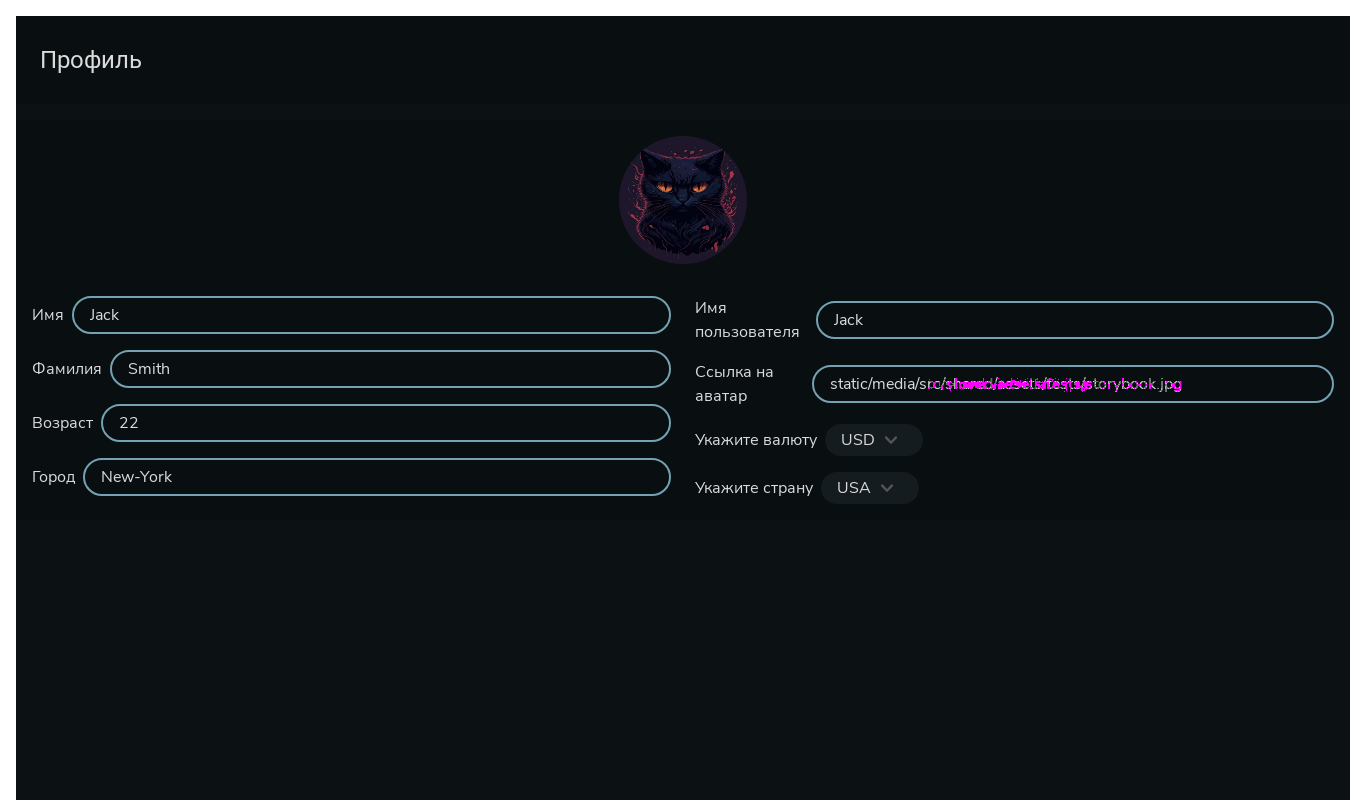 Профиль
Имя
Jack
Фамилия
Smith
Возраст
22
Город
New-York
Имя
пользователя
Jack
Ссылка на
аватар
static/media/src/shared/assets/tests/storybook.jpg
Укажите валюту
USD
Укажите страну
USA